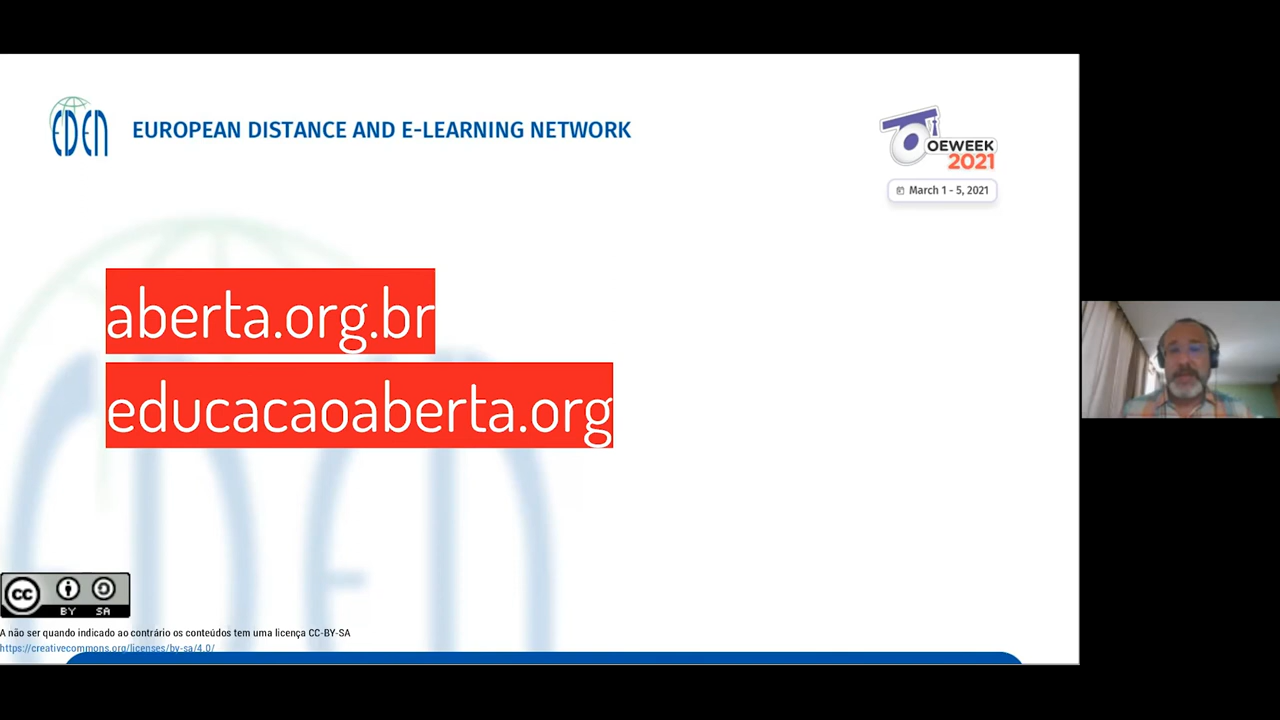 EDEN
EUROPEAN DISTANCE AND E-LEARNING NETWORK
OEWEEK
2021
March 1 - 5, 2021
aberta.org.br
educacaoaberta.org
cc
BY SA
A não ser quando indicado ao contrário os conteúdos tem uma licença CC-BY-SA
https://creativecommons.org/licenses/by-sa/4.0/